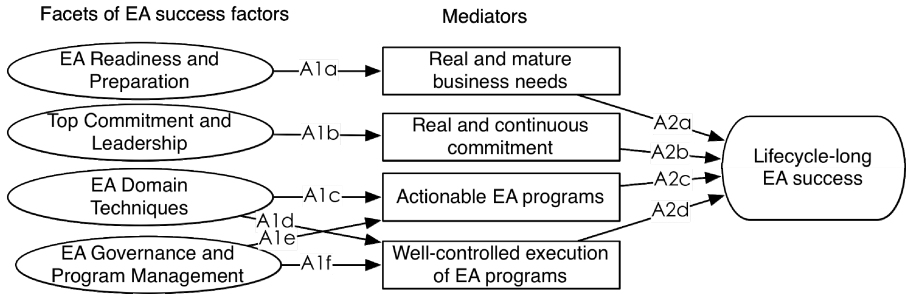 Facets of EA success factors
Mediators
EA Readiness and
Preparation
A1a
Real and mature
business needs
A2a
Top Commitment and
Leadership
A1b
Real and continuous
commitment
A2b
Lifecycle-long
EA success
EA Domain
Techniques
A1c
Actionable EA programs
A2c
A1d
A1e
A2d
EA Governance and
Program Management
A1f
Well-controlled execution
of EA programs